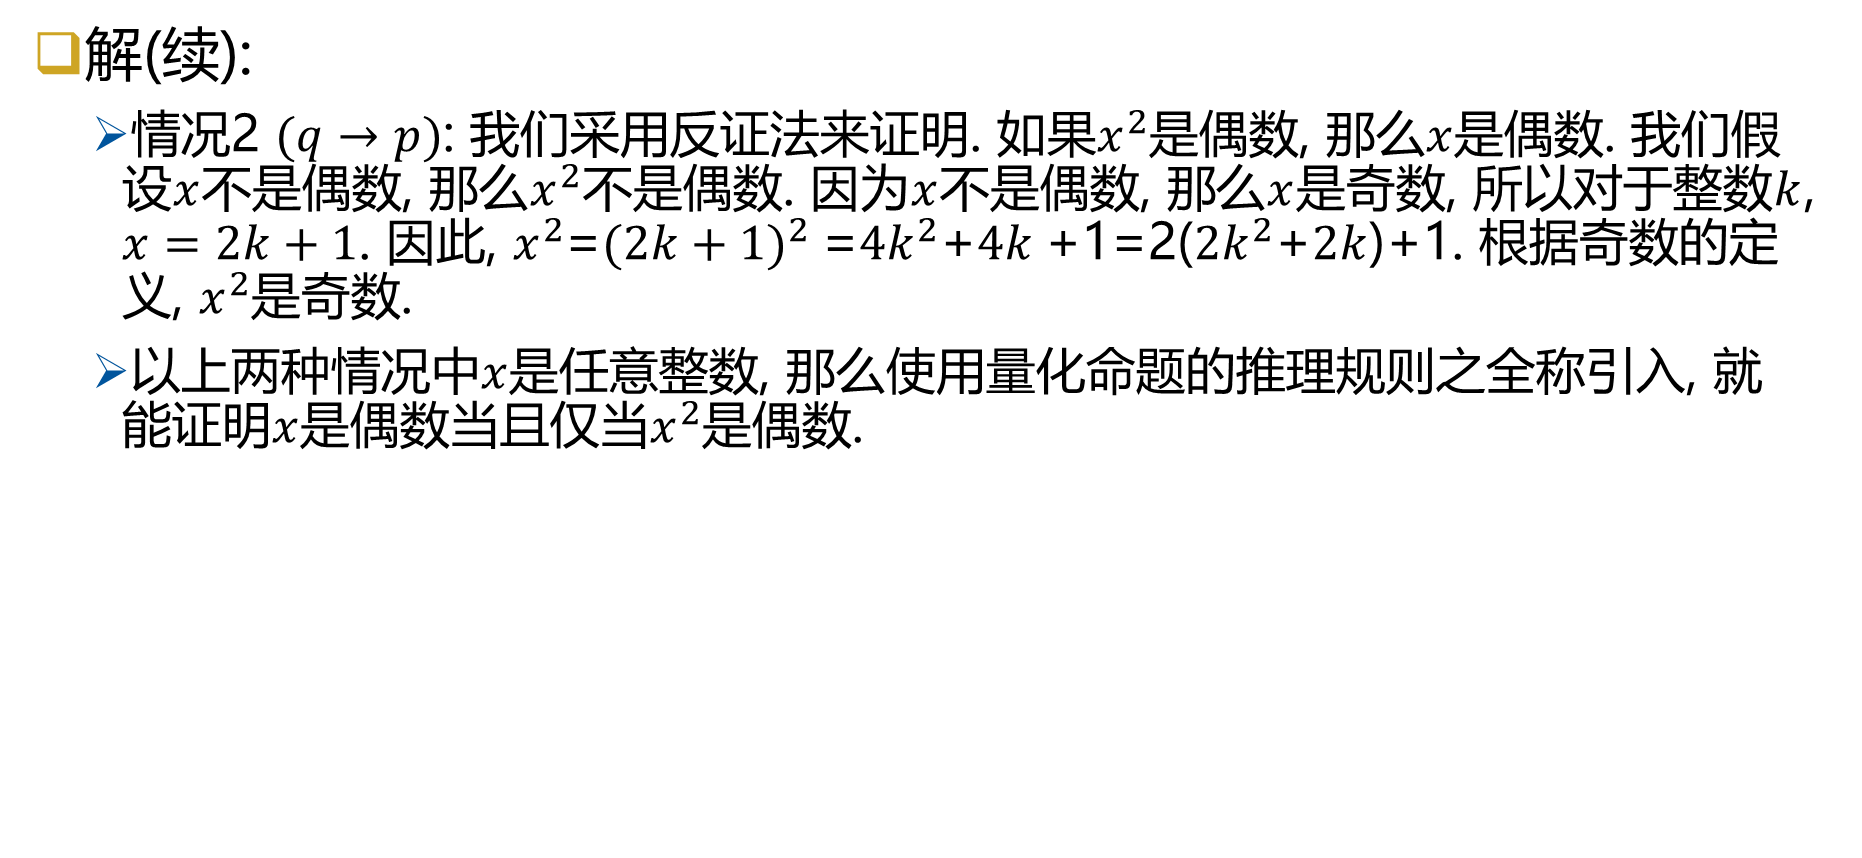 解(续):
情况2 (q → p): 我们采用反证法来证明. 如果x²是偶数, 那么x是偶数. 我们假
设x不是偶数, 那么x²不是偶数. 因为x不是偶数, 那么x是奇数, 所以对于整数k,
x = 2k + 1. 因此, x²=(2k + 1)² =4k²+4k +1=2(2k²+2k)+1. 根据奇数的定
义, x²是奇数.
以上两种情况中x是任意整数, 那么使用量化命题的推理规则之全称引入, 就
能证明x是偶数当且仅当x²是偶数.